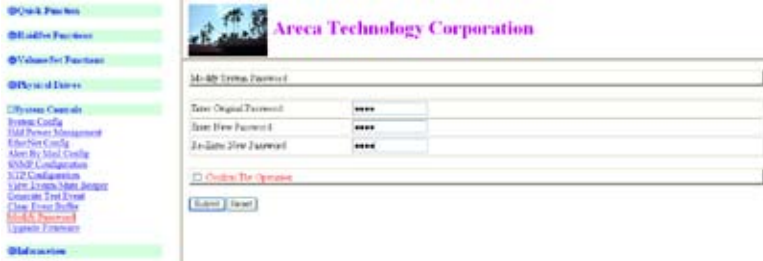 Quick Function
RaidSet Functions
VolumeSet Functions
Physical Drives
System Controls
System Config
Hdd Power Management
EtherNet Config
Alert By Mail Config
SNMP Configuration
NTP Configuration
View Events/Mute Beeper
Generate Test Event
Clear Event Buffer
Modify Password
Upgrade Firmware
Information
Areca Technology Corporation
Modify System Password
Enter Original Password
••••
Enter New Password
••••
Re-Enter New Password
••••
Confirm The Operation
Submit Reset